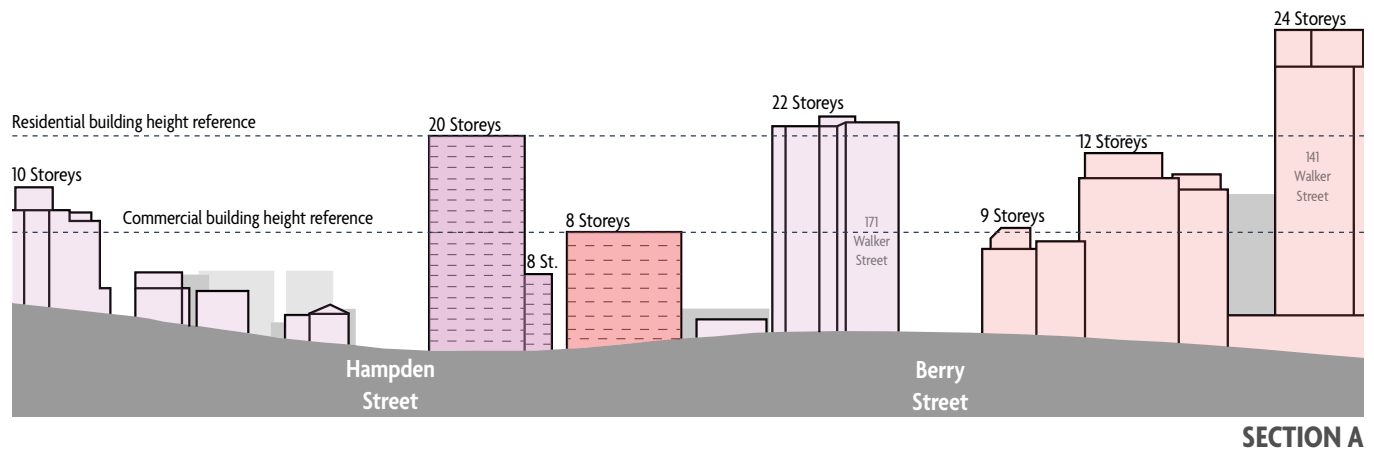 24 Storeys
22 Storeys
Residential building height reference
20 Storeys
12 Storeys
141
Walker
Street
10 Storeys
Commercial building height reference
8 Storeys
9 Storeys
171
Walker
Street
8 St.
Hampden
Street
Berry
Street
SECTION A